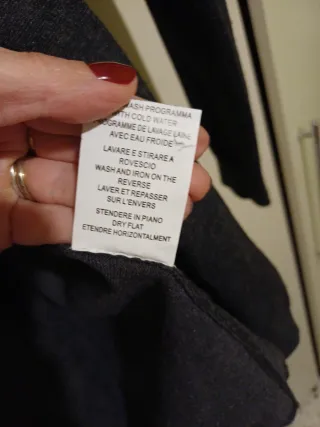 WASH PROGRAMMA
WITH COLD WATER
PROGRAMME DE LAVAGE LAINE
AVEC EAU FROIDE
LAVARE E STIRARE A
ROVESCIO
WASH AND IRON ON THE
REVERSE
LAVER ET REPASSER
SUR L'ENVERS
STENDERE IN PIANO
DRY FLAT
ETENDRE HORIZONTALMENT